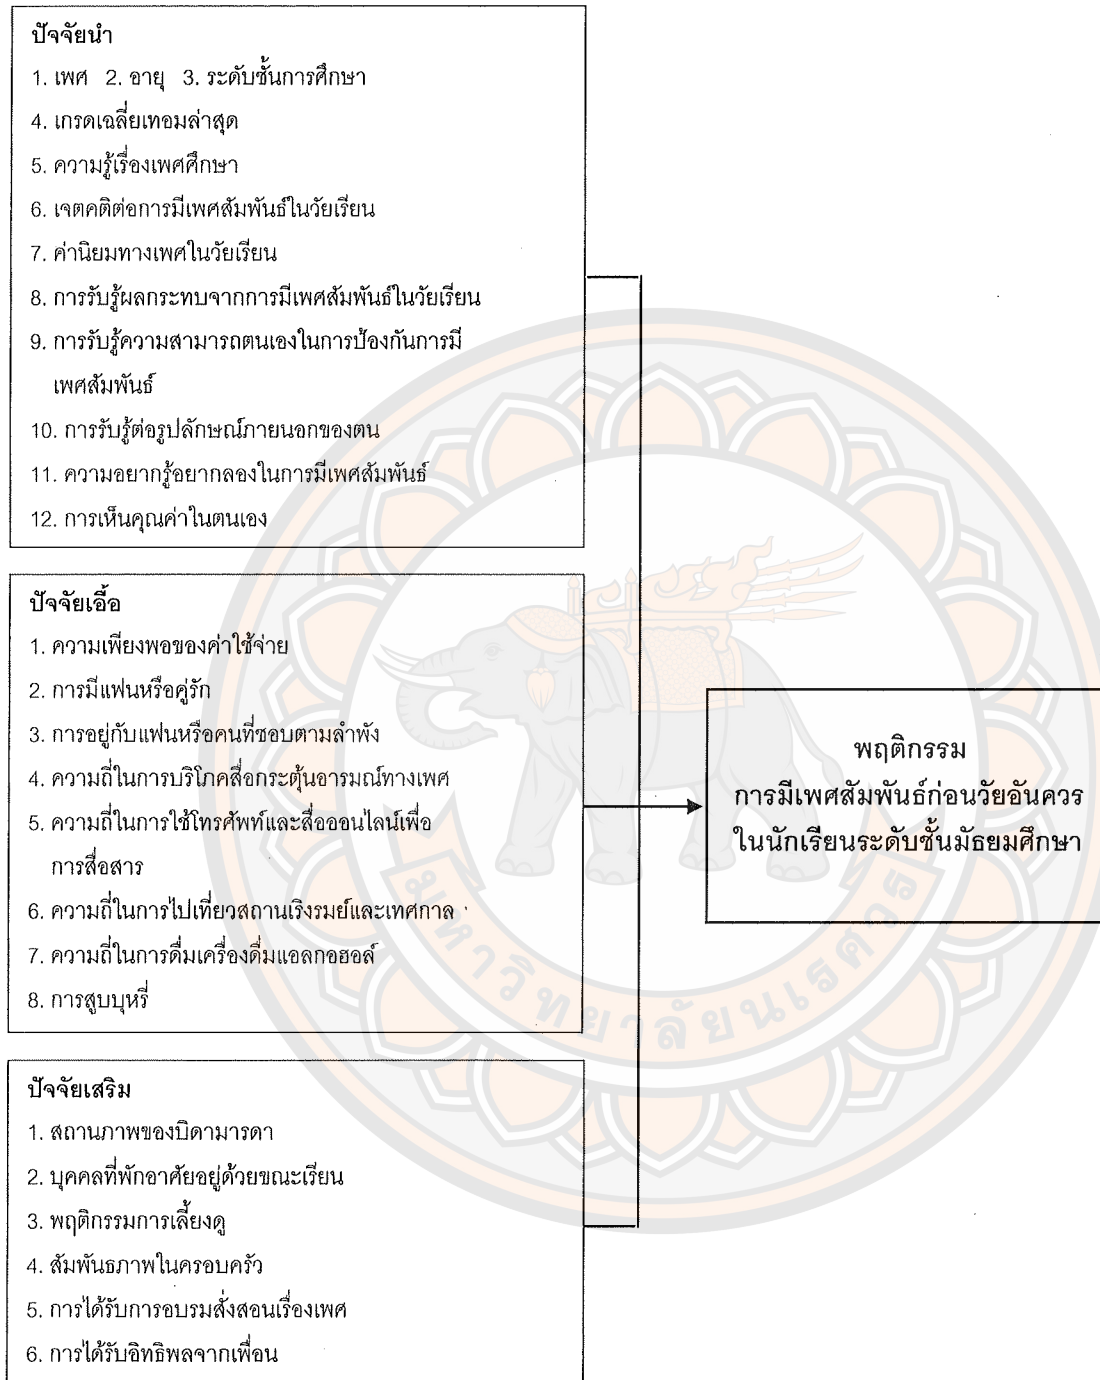 ปัจจัยนำ
1. เพศ 2. อายุ 3. ระดับชั้นการศึกษา
4. เกรดเฉลี่ยเทอมล่าสุด
5. ความรู้เรื่องเพศศึกษา
6. เจตคติต่อการมีเพศสัมพันธ์ในวัยเรียน
7. ค่านิยมทางเพศในวัยเรียน
8. การรับรู้ผลกระทบจากการมีเพศสัมพันธ์ในวัยเรียน
9. การรับรู้ความสามารถตนเองในการป้องกันการมี
เพศสัมพันธ์
10. การรับรู้ต่อรูปลักษณ์ภายนอกของตน
11. ความอยากรู้อยากลองในการมีเพศสัมพันธ์
12. การเห็นคุณค่าในตนเอง
ปัจจัยเอื้อ
1. ความเพียงพอของค่าใช้จ่าย
2. การมีแฟนหรือคู่รัก
3. การอยู่กับแฟนหรือคนที่ชอบตามลำพัง
4. ความถี่ในการบริโภคสื่อกระตุ้นอารมณ์ทางเพศ
5. ความถี่ในการใช้โทรศัพท์และสื่อออนไลน์เพื่อ
การสื่อสาร
6. ความถี่ในการไปเที่ยวสถานเริงรมย์และเทศกาล
7. ความถี่ในการดื่มเครื่องดื่มแอลกอฮอล์
8. การสูบบุหรี่
ปัจจัยเสริม
1. สถานภาพของบิดามารดา
2. บุคคลที่พักอาศัยอยู่ด้วยขณะเรียน
3. พฤติกรรมการเลี้ยงดู
4. สัมพันธภาพในครอบครัว
5. การได้รับการอบรมสั่งสอนเรื่องเพศ
6. การได้รับอิทธิพลจากเพื่อน
พฤติกรรม
การมีเพศสัมพันธ์ก่อนวัยอันควร
ในนักเรียนระดับชั้นมัธยมศึกษา
มหาวิทยาลัยนเรศวร